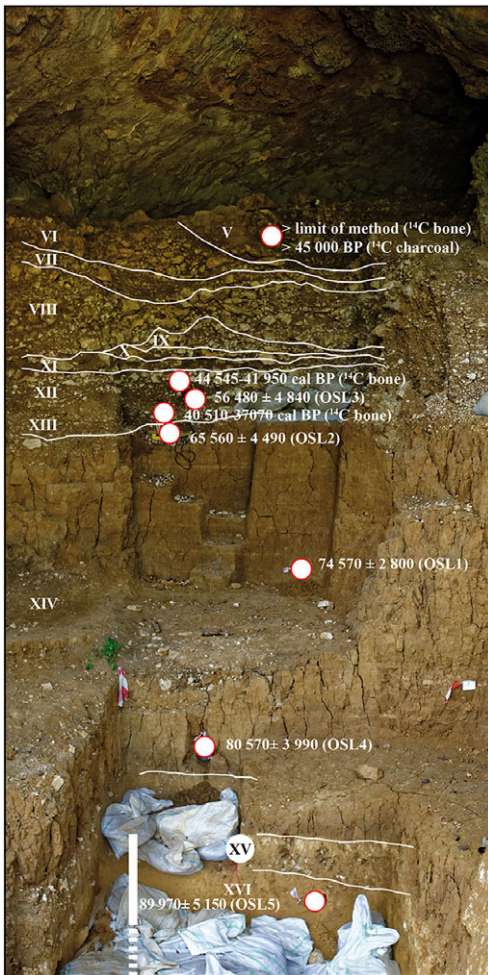 > limit of method (¹⁴C bone)
V
VI
> 45 000 BP (¹⁴C charcoal)
VII
VIII
IX
X
XI
44 545-41 950 cal BP (¹⁴C bone)
XII
56 480 ± 4 840 (OSL3)
40 510-37070 cal BP (¹⁴C bone)
XIII
65 560 ± 4 490 (OSL2)
74 570 ± 2 800 (OSL1)
XIV
80 570± 3 990 (OSL4)
XV
XVI
89 970± 5 150 (OSL5)